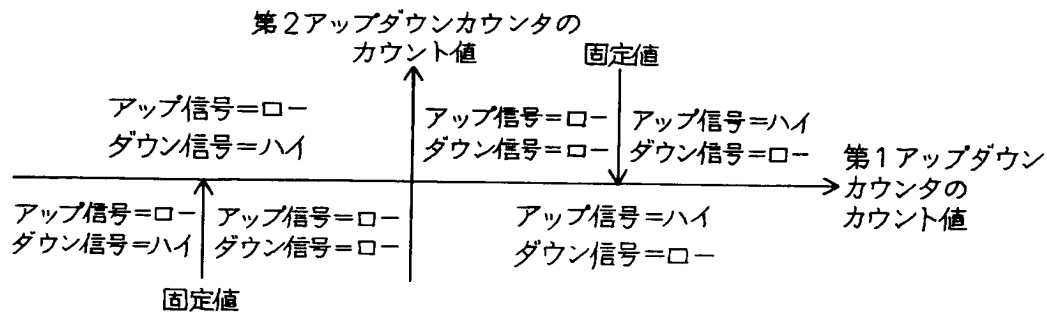 第2アップダウンカウンタの
カウント値
固定値
アップ信号=ロー
ダウン信号=ハイ
アップ信号=ロー
ダウン信号=ロー
アップ信号=ハイ
ダウン信号=ロー
第1アップダウン
カウンタの
カウント値
アップ信号=ロー
ダウン信号=ハイ
アップ信号=ロー
ダウン信号=ロー
アップ信号=ハイ
ダウン信号=ロー
固定値